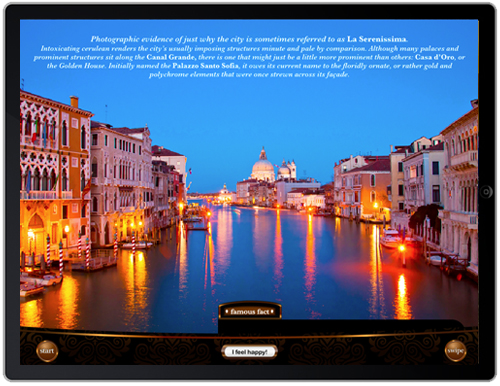 Photographic evidence of just why the city is sometimes referred to as La Serenissima.
Intoxicating cerulean renders the city's usually imposing structures minute and pale by comparison. Although many palaces and
prominent structures sit along the Canal Grande, there is one that might just be a little more prominent than others: Casa d'Oro, or
the Golden House. Initially named the Palazzo Santo Sofia, it owes its current name to the floridly ornate, or rather gold and
polychrome elements that were once strewn across its façade.
famous fact
start
I feel happy!
swipe